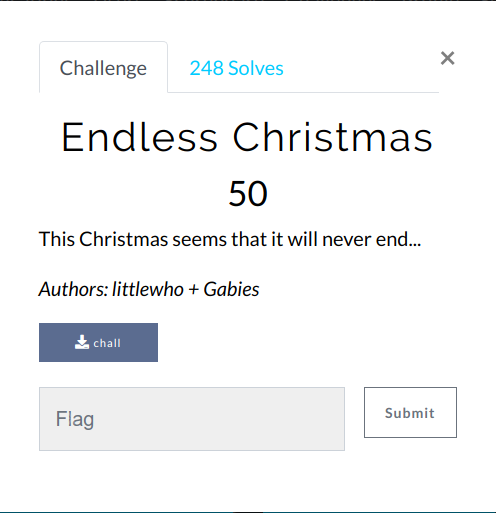 Challenge 248 Solves ×
Endless Christmas
50
This Christmas seems that it will never end...
Authors: littlewho + Gabies
chall
Flag Submit